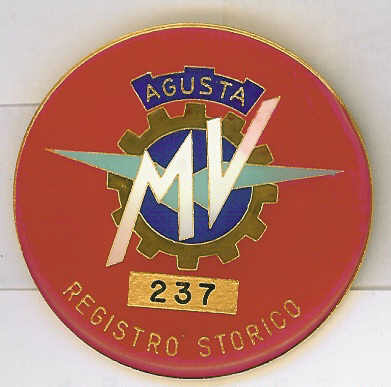 AGUSTA
MV
237
REGISTRO STORICO